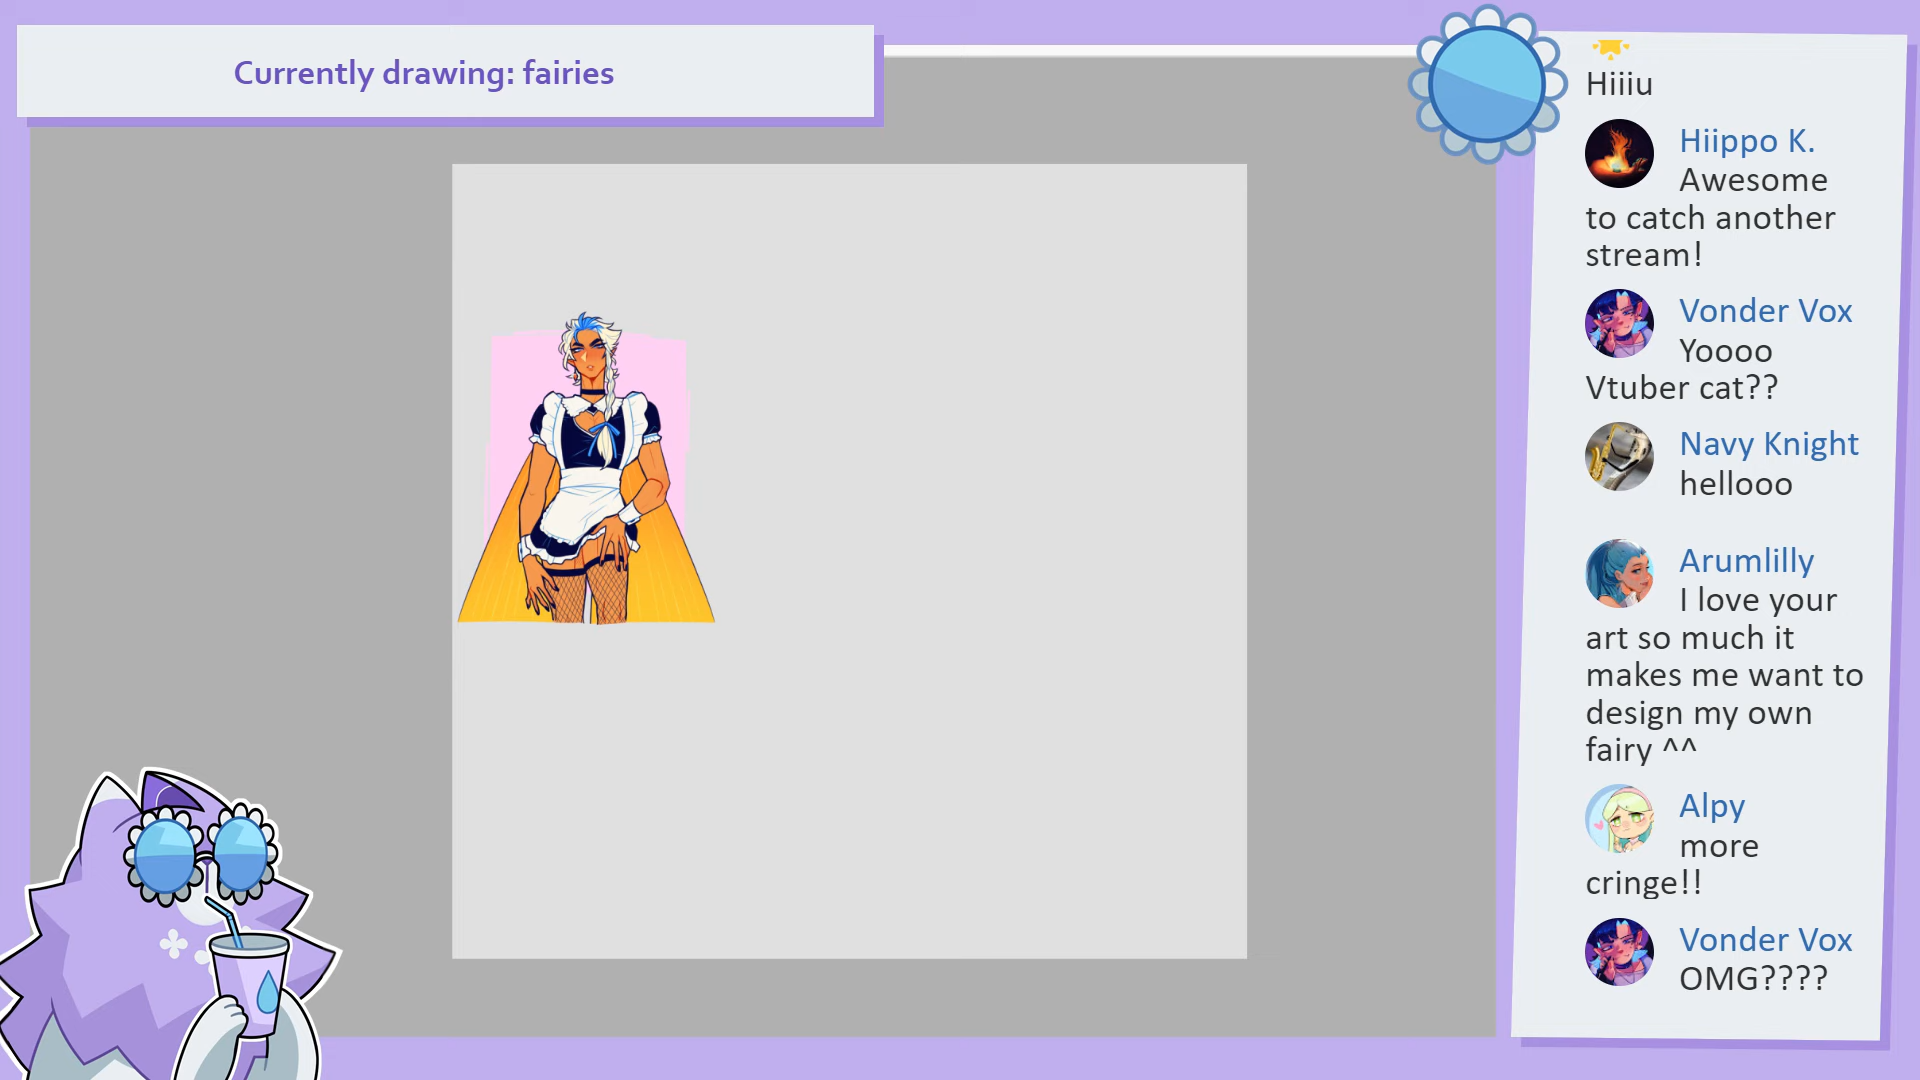 Currently drawing: fairies
Hiiiu
Hiippo K.
Awesome
to catch another
stream!
Vonder Vox
Yoooo
Vtuber cat??
Navy Knight
hellooo
Arumlilly
I love your
art so much it
makes me want to
design my own
fairy ^^
Alpy
more
cringe!!
Vonder Vox
OMG????